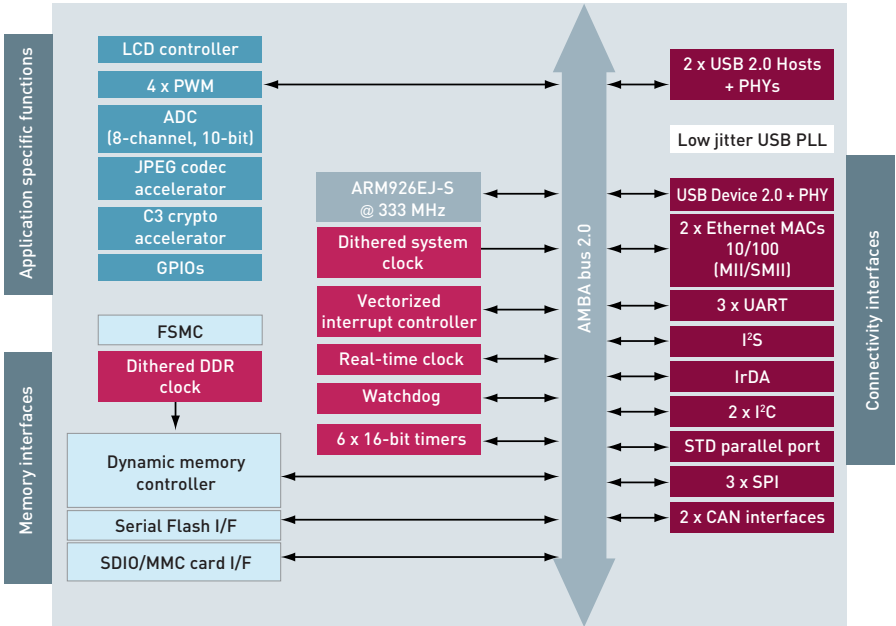 Application specific functions
LCD controller
4 x PWM
ADC
(8-channel, 10-bit)
JPEG codec
accelerator
C3 crypto
accelerator
GPIOs
Memory interfaces
FSMC
Dithered DDR
clock
Dynamic memory
controller
Serial Flash I/F
SDIO/MMC card I/F
ARM926EJ-S
@ 333 MHz
Dithered system
clock
Vectorized
interrupt controller
Real-time clock
Watchdog
6 x 16-bit timers
AMBA bus 2.0
2 x USB 2.0 Hosts
+ PHYs
Low jitter USB PLL
USB Device 2.0 + PHY
2 x Ethernet MACs
10/100
(MII/SMII)
3 x UART
I²S
IrDA
2 x I²C
STD parallel port
3 x SPI
2 x CAN interfaces
Connectivity interfaces